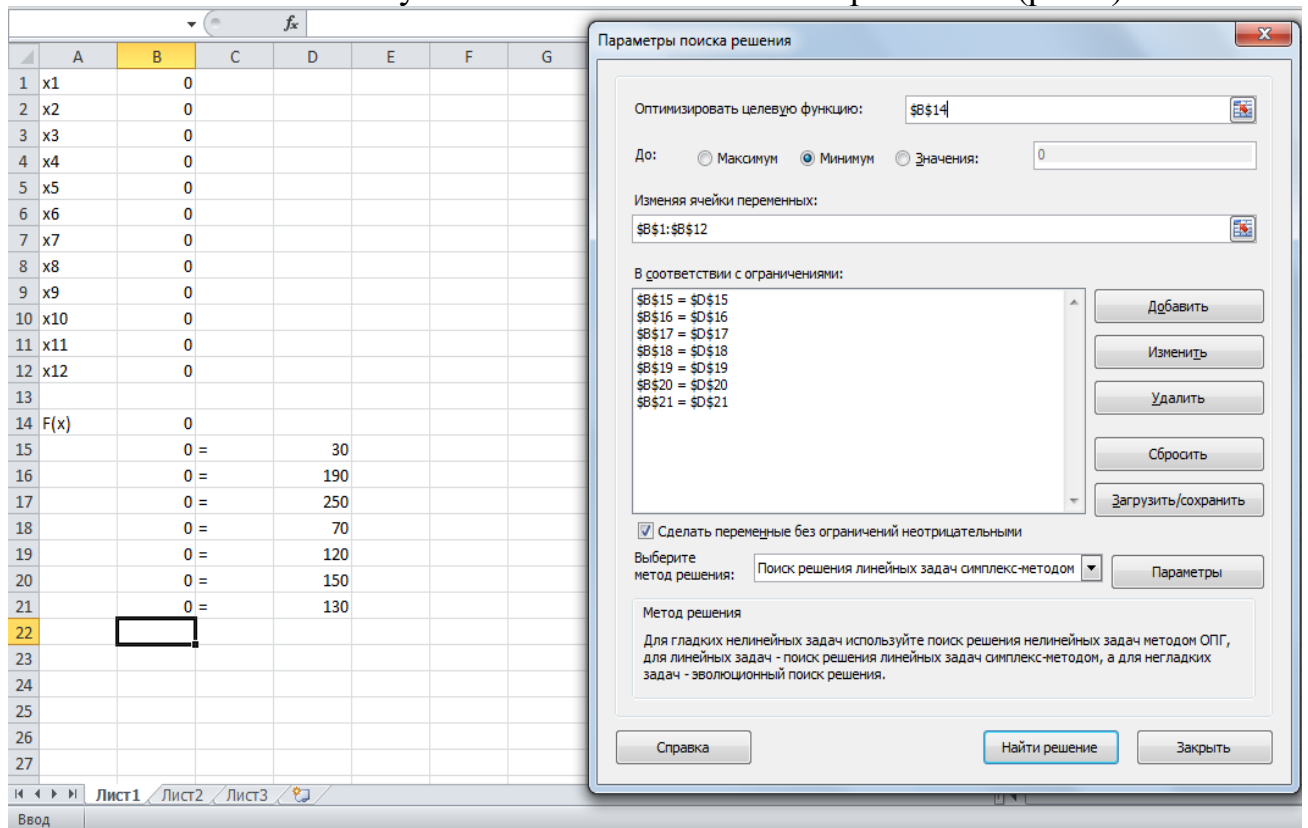 fx
A B C D E F G
1 x1 0
2 x2 0
3 x3 0
4 x4 0
5 x5 0
6 x6 0
7 x7 0
8 x8 0
9 x9 0
10 x10 0
11 x11 0
12 x12 0
13
14 F(x) 0
15 0 = 30
16 0 = 190
17 0 = 250
18 0 = 70
19 0 = 120
20 0 = 150
21 0 = 130
22
23
24
25
26
27
Лист1 Лист2 Лист3
Ввод
Параметры поиска решения
Оптимизировать целевую функцию: $B$14
До: Максимум Минимум Значения: 0
Изменяя ячейки переменных:
$B$1:$B$12
В соответствии с ограничениями:
$B$15 = $D$15
$B$16 = $D$16
$B$17 = $D$17
$B$18 = $D$18
$B$19 = $D$19
$B$20 = $D$20
$B$21 = $D$21
Добавить
Изменить
Удалить
Сбросить
Загрузить/сохранить
Сделать переменные без ограничений неотрицательными
Выберите
метод решения: Поиск решения линейных задач симплекс-методом Параметры
Метод решения
Для гладких нелинейных задач используйте поиск решения нелинейных задач методом ОПГ,
для линейных задач - поиск решения линейных задач симплекс-методом, а для негладких
задач - эволюционный поиск решения.
Справка Найти решение Закрыть